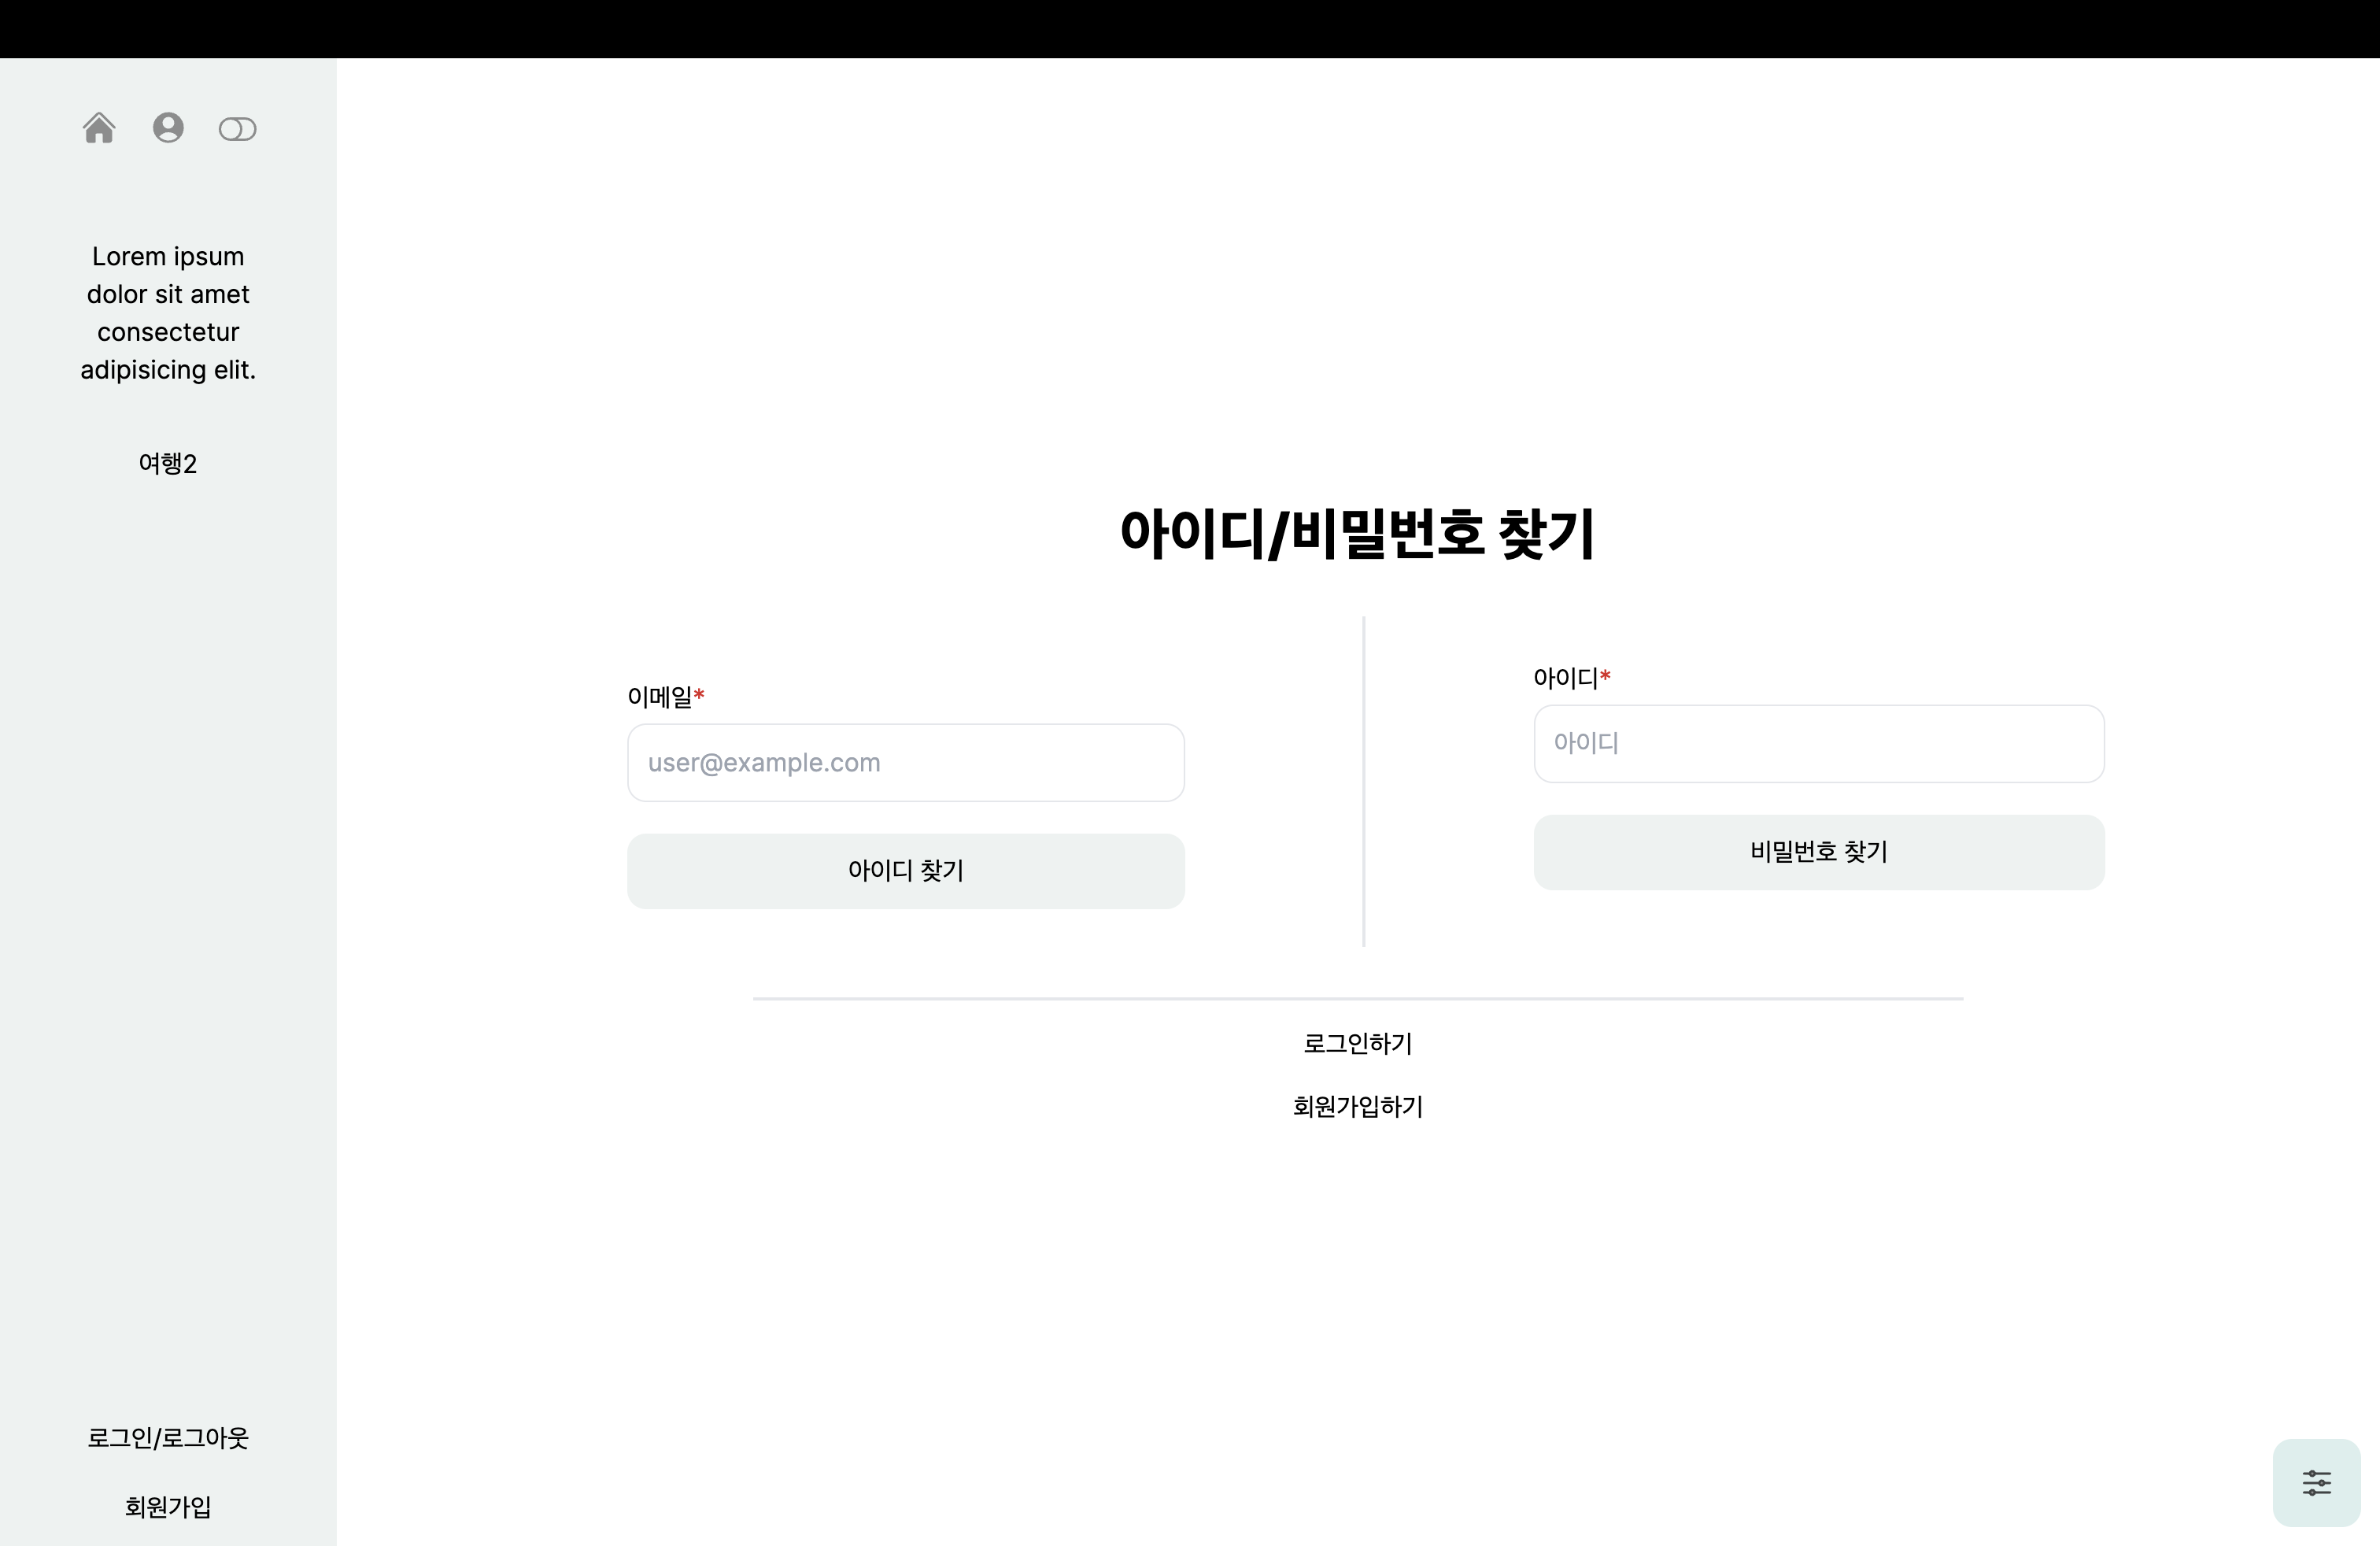 Lorem ipsum
dolor sit amet
consectetur
adipisicing elit.
여행2
로그인/로그아웃
회원가입
아이디/비밀번호 찾기
이메일*
user@example.com
아이디 찾기
아이디*
아이디
비밀번호 찾기
로그인하기
회원가입하기